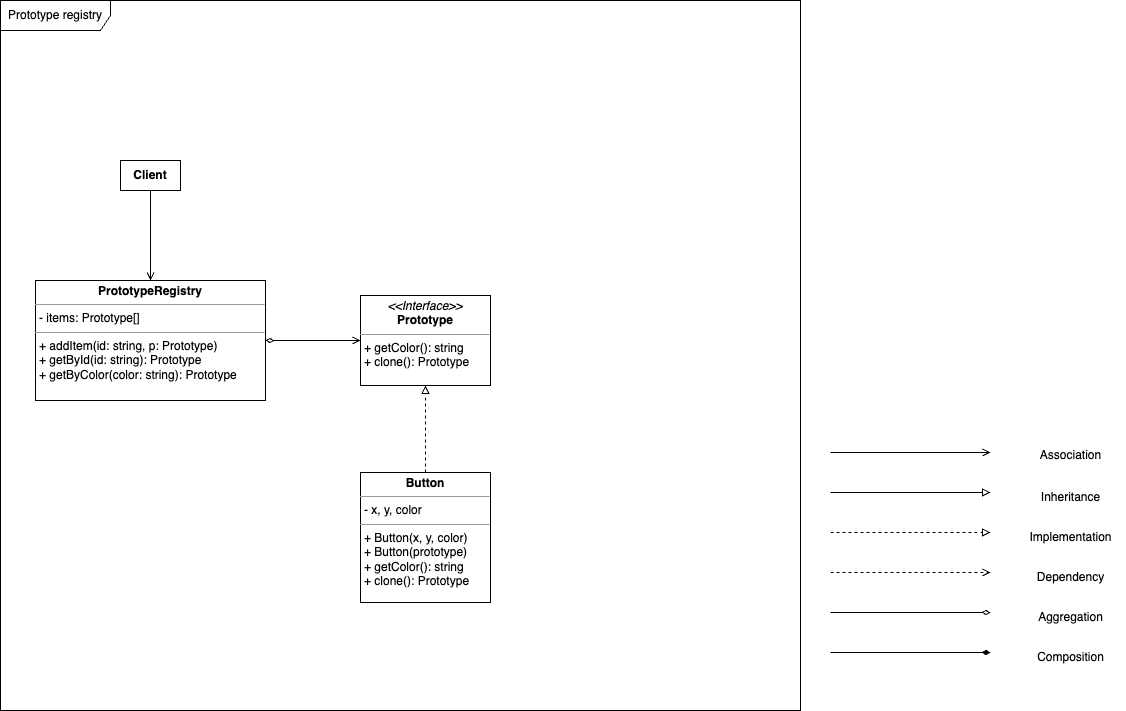 Prototype registry
Client
PrototypeRegistry
- items: Prototype[]
+ addItem(id: string, p: Prototype)
+ getById(id: string): Prototype
+ getByColor(color: string): Prototype
<<Interface>>
Prototype
+ getColor(): string
+ clone(): Prototype
Button
- x, y, color
+ Button(x, y, color)
+ Button(prototype)
+ getColor(): string
+ clone(): Prototype
Association
Inheritance
Implementation
Dependency
Aggregation
Composition